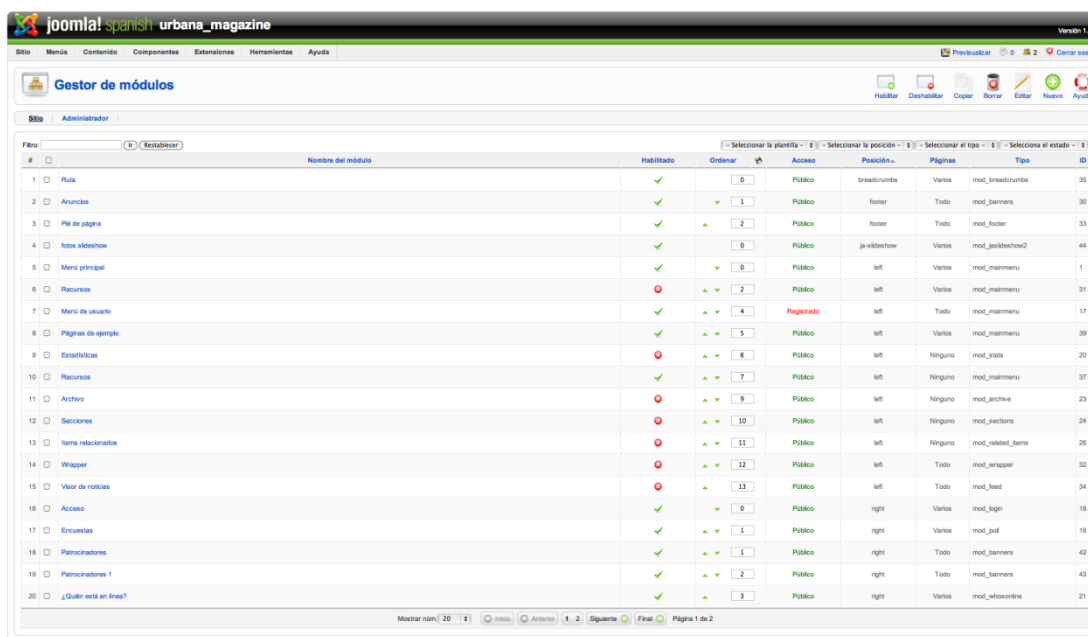 joomla! spanish urbana_magazine
Versión 1.
Sitio Menús Contenido Componentes Extensiones Herramientas Ayuda Previsualizar 0 2 Cerrar ses
Gestor de módulos Habilitar Deshabilitar Copiar Borrar Editar Nuevo Ayud
Sitio Administrador
Filtro: Ir Restablecer - Seleccionar la plantilla - - Seleccionar la posición - - Seleccionar el tipo - - Selecciona el estado -
# Nombre del módulo Habilitado Ordenar Acceso Posición Páginas Tipo ID
1 Ruta 0 Público breadcrumbs Varios mod_breadcrumbs 35
2 Anuncios 1 Público footer Todo mod_banners 30
3 Pié de página 2 Público footer Todo mod_footer 33
4 fotos slideshow 0 Público ja-slideshow Varios mod_jaslideshow2 44
5 Menú principal 0 Público left Varios mod_mainmenu 1
6 Recursos 2 Público left Varios mod_mainmenu 31
7 Menú de usuario 4 Registrado left Todo mod_mainmenu 17
8 Páginas de ejemplo 5 Público left Varios mod_mainmenu 39
9 Estadísticas 6 Público left Ninguno mod_stats 20
10 Recursos 7 Público left Ninguno mod_mainmenu 37
11 Archivo 9 Público left Ninguno mod_archive 23
12 Secciones 10 Público left Ninguno mod_sections 24
13 Items relacionados 11 Público left Ninguno mod_related_items 26
14 Wrapper 12 Público left Todo mod_wrapper 32
15 Visor de noticias 13 Público left Todo mod_feed 34
16 Acceso 0 Público right Varios mod_login 18
17 Encuestas 1 Público right Varios mod_poll 16
18 Patrocinadores 1 Público right Todo mod_banners 42
19 Patrocinadores 1 2 Público right Todo mod_banners 43
20 ¿Quién está en línea? 3 Público right Varios mod_whosonline 21
Mostrar núm. 20 Inicio Anterior 1 2 Siguiente Final Página 1 de 2